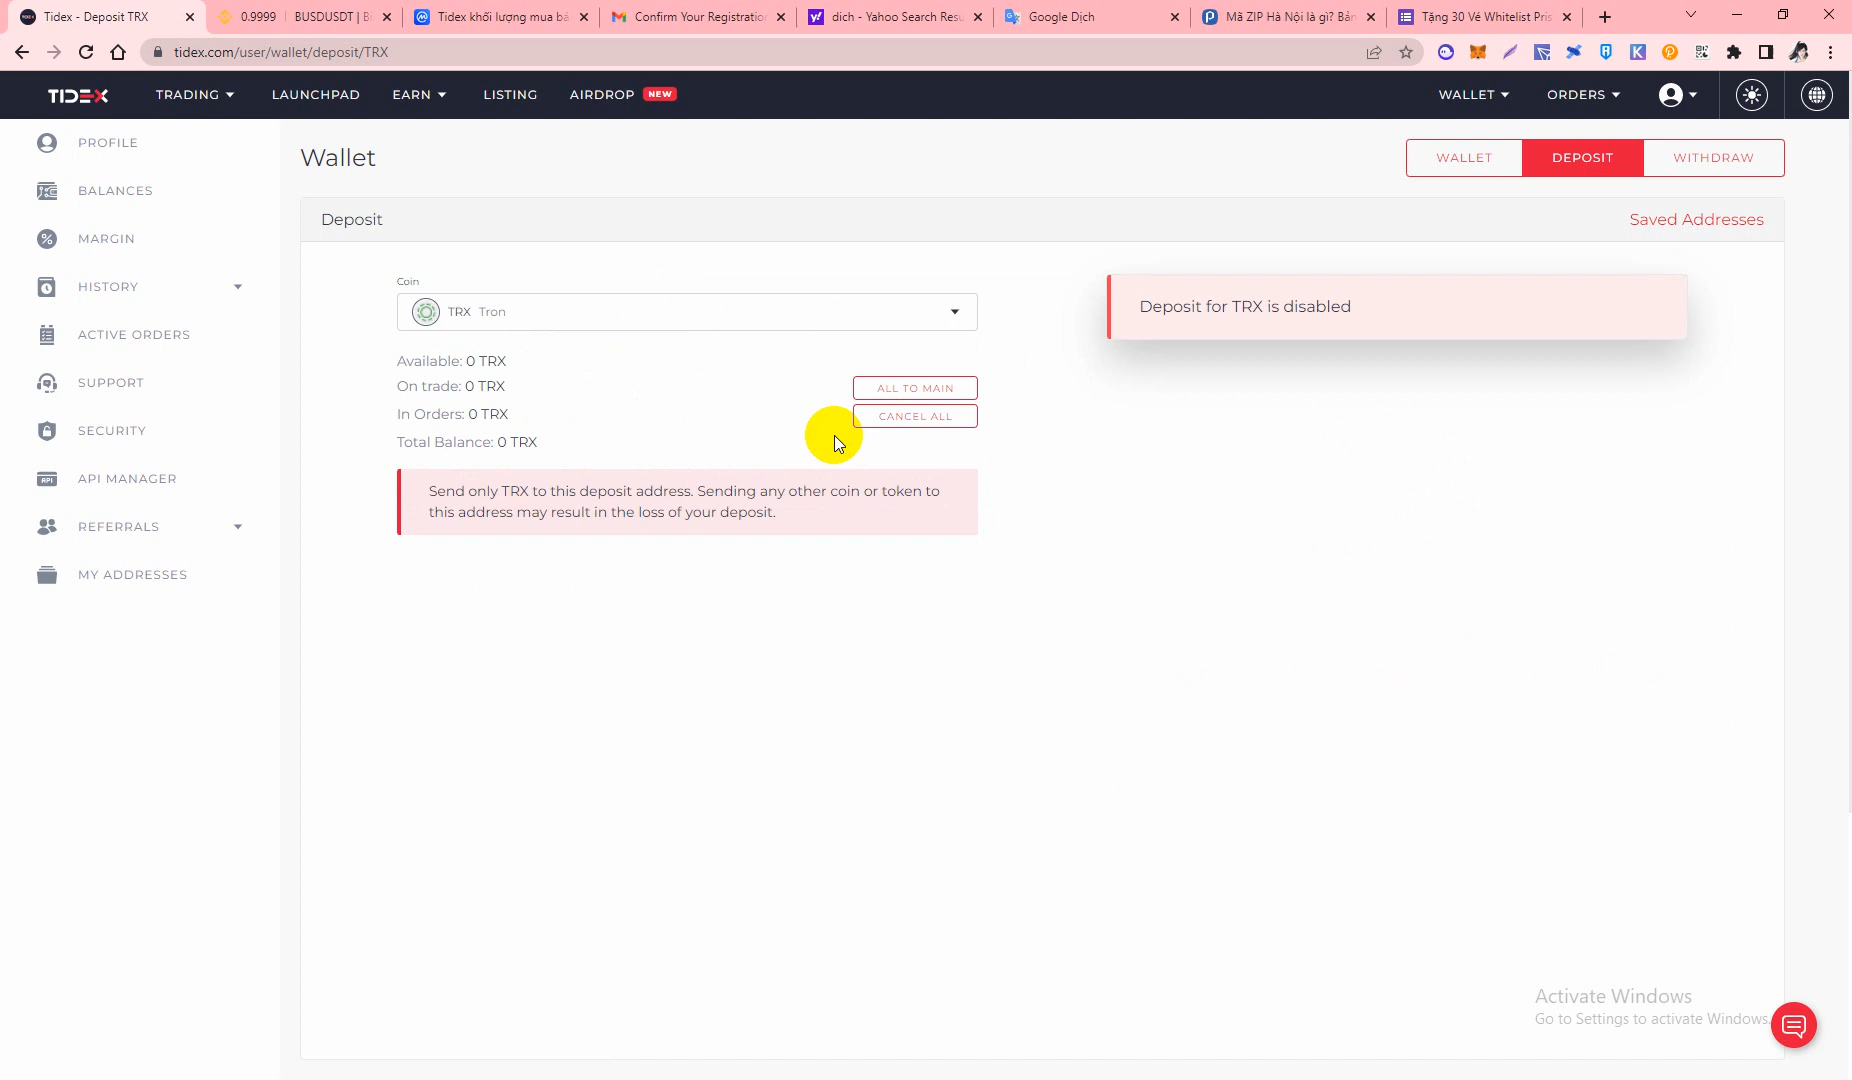 Tidex - Deposit TRX
0.9999 | BUSDUSDT | Bi
Tidex khối lượng mua bá
Confirm Your Registration
dich - Yahoo Search Resu
Google Dịch
Mã ZIP Hà Nội là gì? Bản
Tặng 30 Vé Whitelist Pris
tidex.com/user/wallet/deposit/TRX
TIDEX
TRADING
LAUNCHPAD
EARN
LISTING
AIRDROP NEW
WALLET
ORDERS
PROFILE
BALANCES
MARGIN
HISTORY
ACTIVE ORDERS
SUPPORT
SECURITY
API MANAGER
REFERRALS
MY ADDRESSES
Wallet
WALLET
DEPOSIT
WITHDRAW
Deposit
Saved Addresses
Coin
TRX Tron
Available: 0 TRX
On trade: 0 TRX
ALL TO MAIN
In Orders: 0 TRX
CANCEL ALL
Total Balance: 0 TRX
Send only TRX to this deposit address. Sending any other coin or token to
this address may result in the loss of your deposit.
Deposit for TRX is disabled
Activate Windows
Go to Settings to activate Windows.